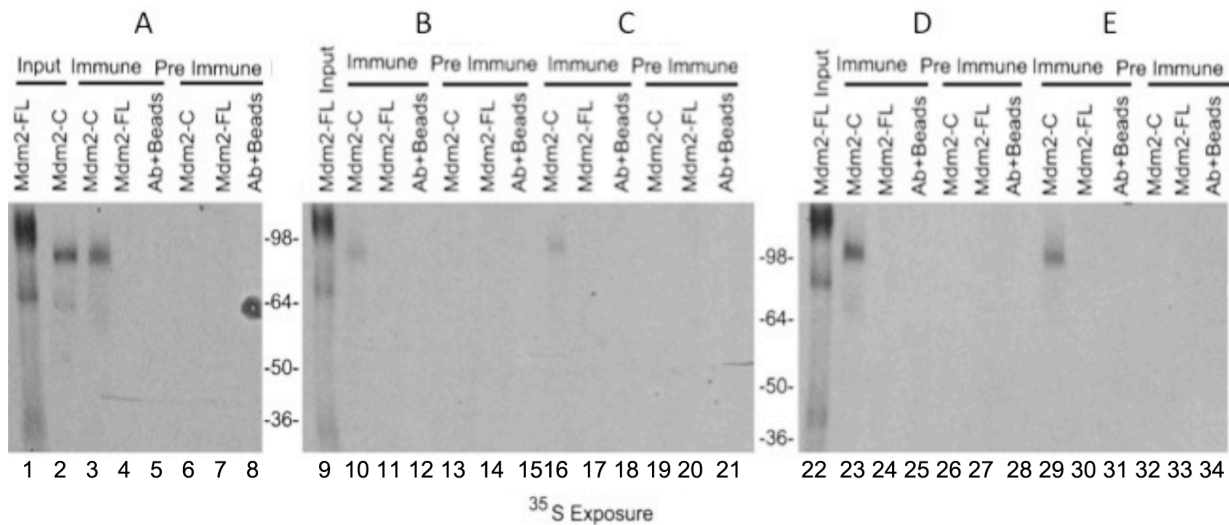 A B C D E
Input Immune Pre Immune Immune Pre Immune Immune Pre Immune Immune Pre Immune Immune Pre Immune
Mdm2-FL Mdm2-C Mdm2-C Mdm2-FL Ab+Beads Mdm2-C Mdm2-FL Ab+Beads Mdm2-FL Input Mdm2-C Mdm2-FL Ab+Beads Mdm2-C Mdm2-FL Ab+Beads Mdm2-C Mdm2-FL Ab+Beads Mdm2-C Mdm2-FL Ab+Beads Mdm2-FL Input Mdm2-C Mdm2-FL Ab+Beads Mdm2-C Mdm2-FL Ab+Beads Mdm2-C Mdm2-FL Ab+Beads Mdm2-C Mdm2-FL Ab+Beads
-98- -98-
-64- -64-
-50- -50-
-36- -36-
1 2 3 4 5 6 7 8 9 10 11 12 13 14 15 16 17 18 19 20 21 22 23 24 25 26 27 28 29 30 31 32 33 34
35 S Exposure